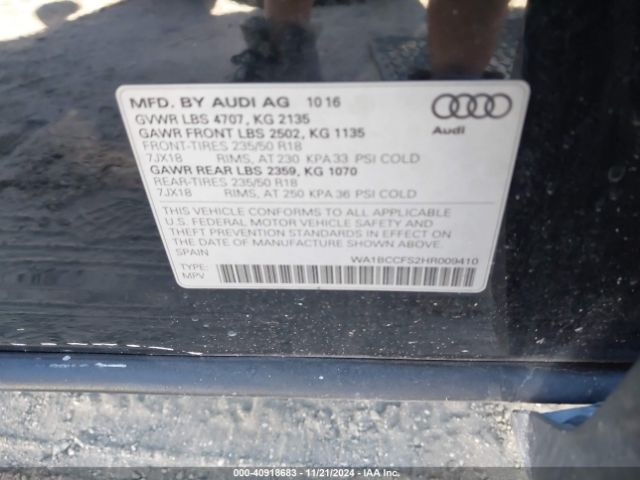 MFD. BY AUDI AG 10 16
GVWR LBS 4707, KG 2135
GAWR FRONT LBS 2502, KG 1135
FRONT-TIRES 235/50 R18
7JX18 RIMS, AT 230 KPA 33 PSI COLD
GAWR REAR LBS 2359, KG 1070
REAR-TIRES 235/50 R18
7JX18 RIMS, AT 250 KPA 36 PSI COLD
Audi
THIS VEHICLE CONFORMS TO ALL APPLICABLE
U.S. FEDERAL MOTOR VEHICLE SAFETY AND
THEFT PREVENTION STANDARDS IN EFFECT ON
THE DATE OF MANUFACTURE SHOWN ABOVE.
SPAIN
WA1BCCFS2HR009410
TYPE:
MPV
000-40918683 - 11/21/2024 - IAA Inc.